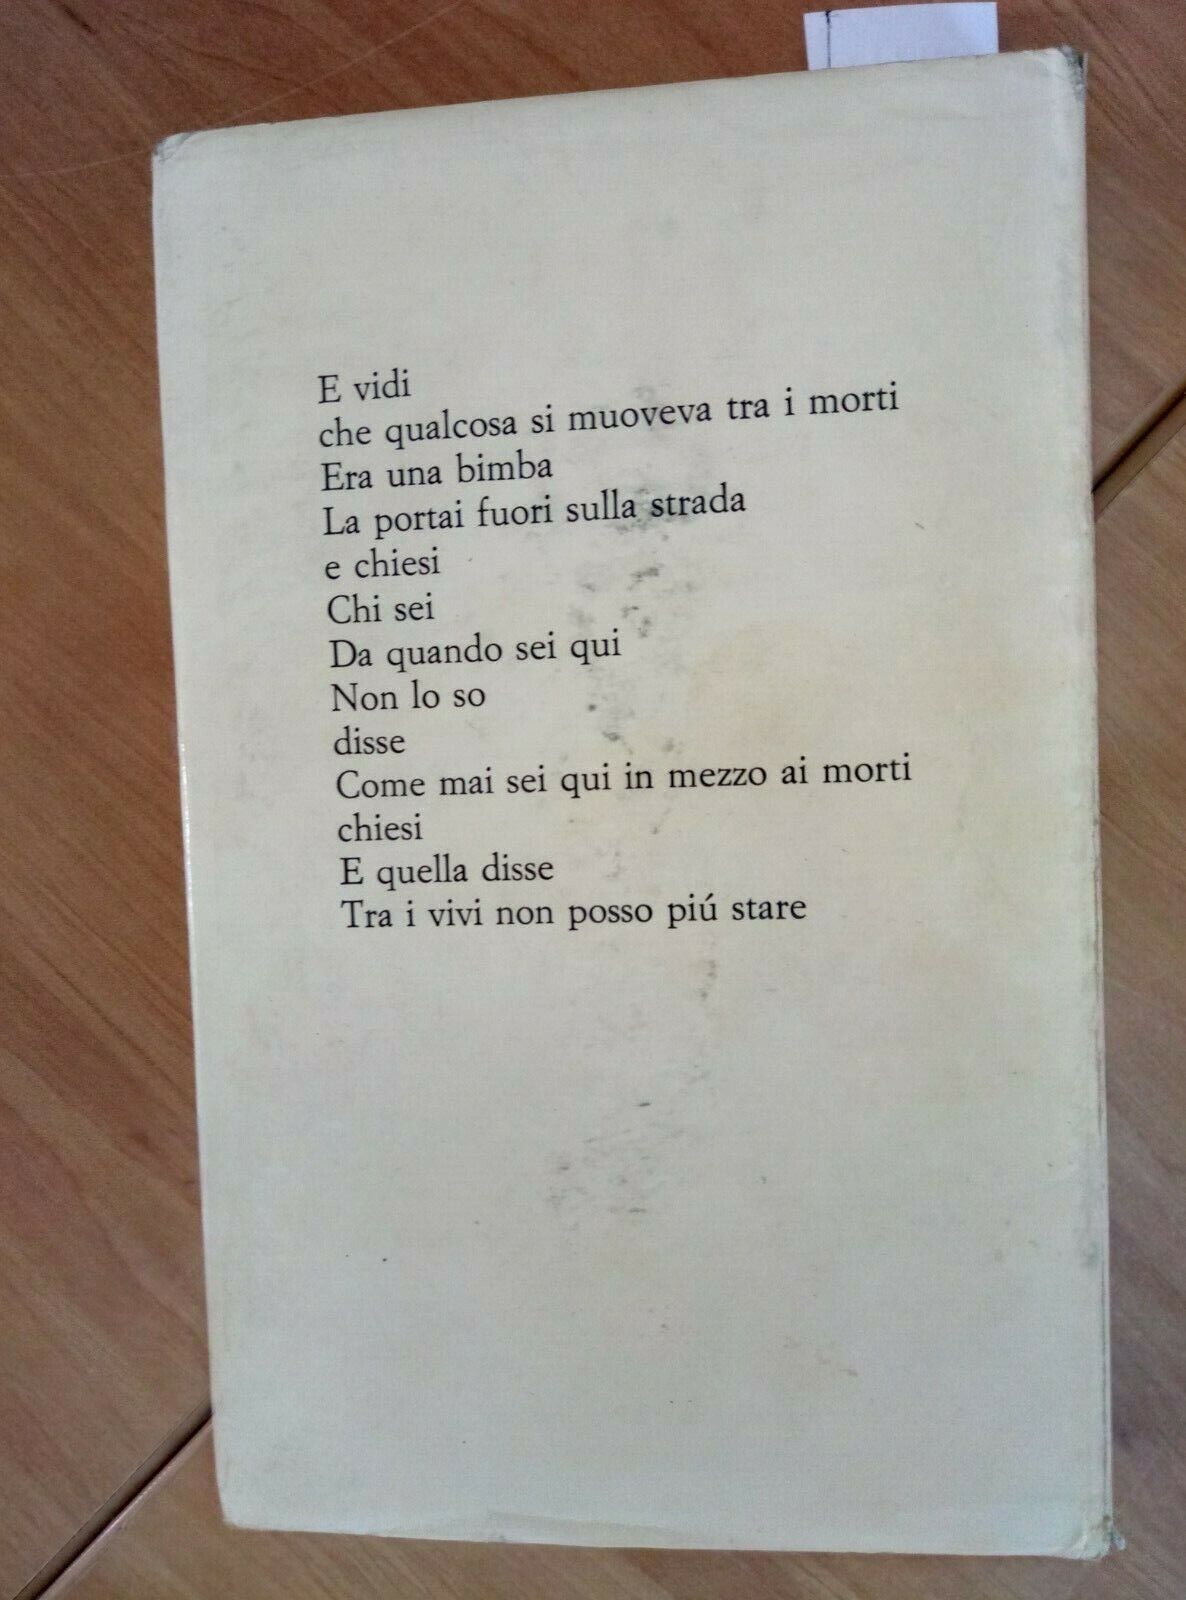 E vidi
che qualcosa si muoveva tra i morti
Era una bimba
La portai fuori sulla strada
e chiesi
Chi sei
Da quando sei qui
Non lo so
disse
Come mai sei qui in mezzo ai morti
chiesi
E quella disse
Tra i vivi non posso piú stare